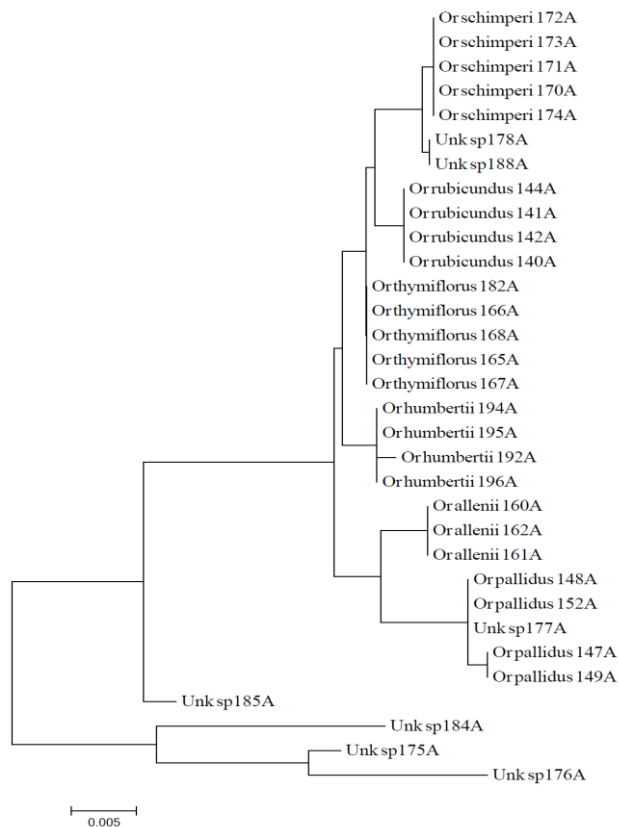 Or schimperi 172A
Or schimperi 173A
Or schimperi 171A
Or schimperi 170A
Or schimperi 174A
Unk sp178A
Unk sp188A
Or rubicundus 144A
Or rubicundus 141A
Or rubicundus 142A
Or rubicundus 140A
Or thymiflorus 182A
Or thymiflorus 166A
Or thymiflorus 168A
Or thymiflorus 165A
Or thymiflorus 167A
Or humbertii 194A
Or humbertii 195A
Or humbertii 192A
Or humbertii 196A
Or allenii 160A
Or allenii 162A
Or allenii 161A
Or pallidus 148A
Or pallidus 152A
Unk sp177A
Or pallidus 147A
Or pallidus 149A
Unk sp185A
Unk sp184A
Unk sp175A
Unk sp176A
0.005